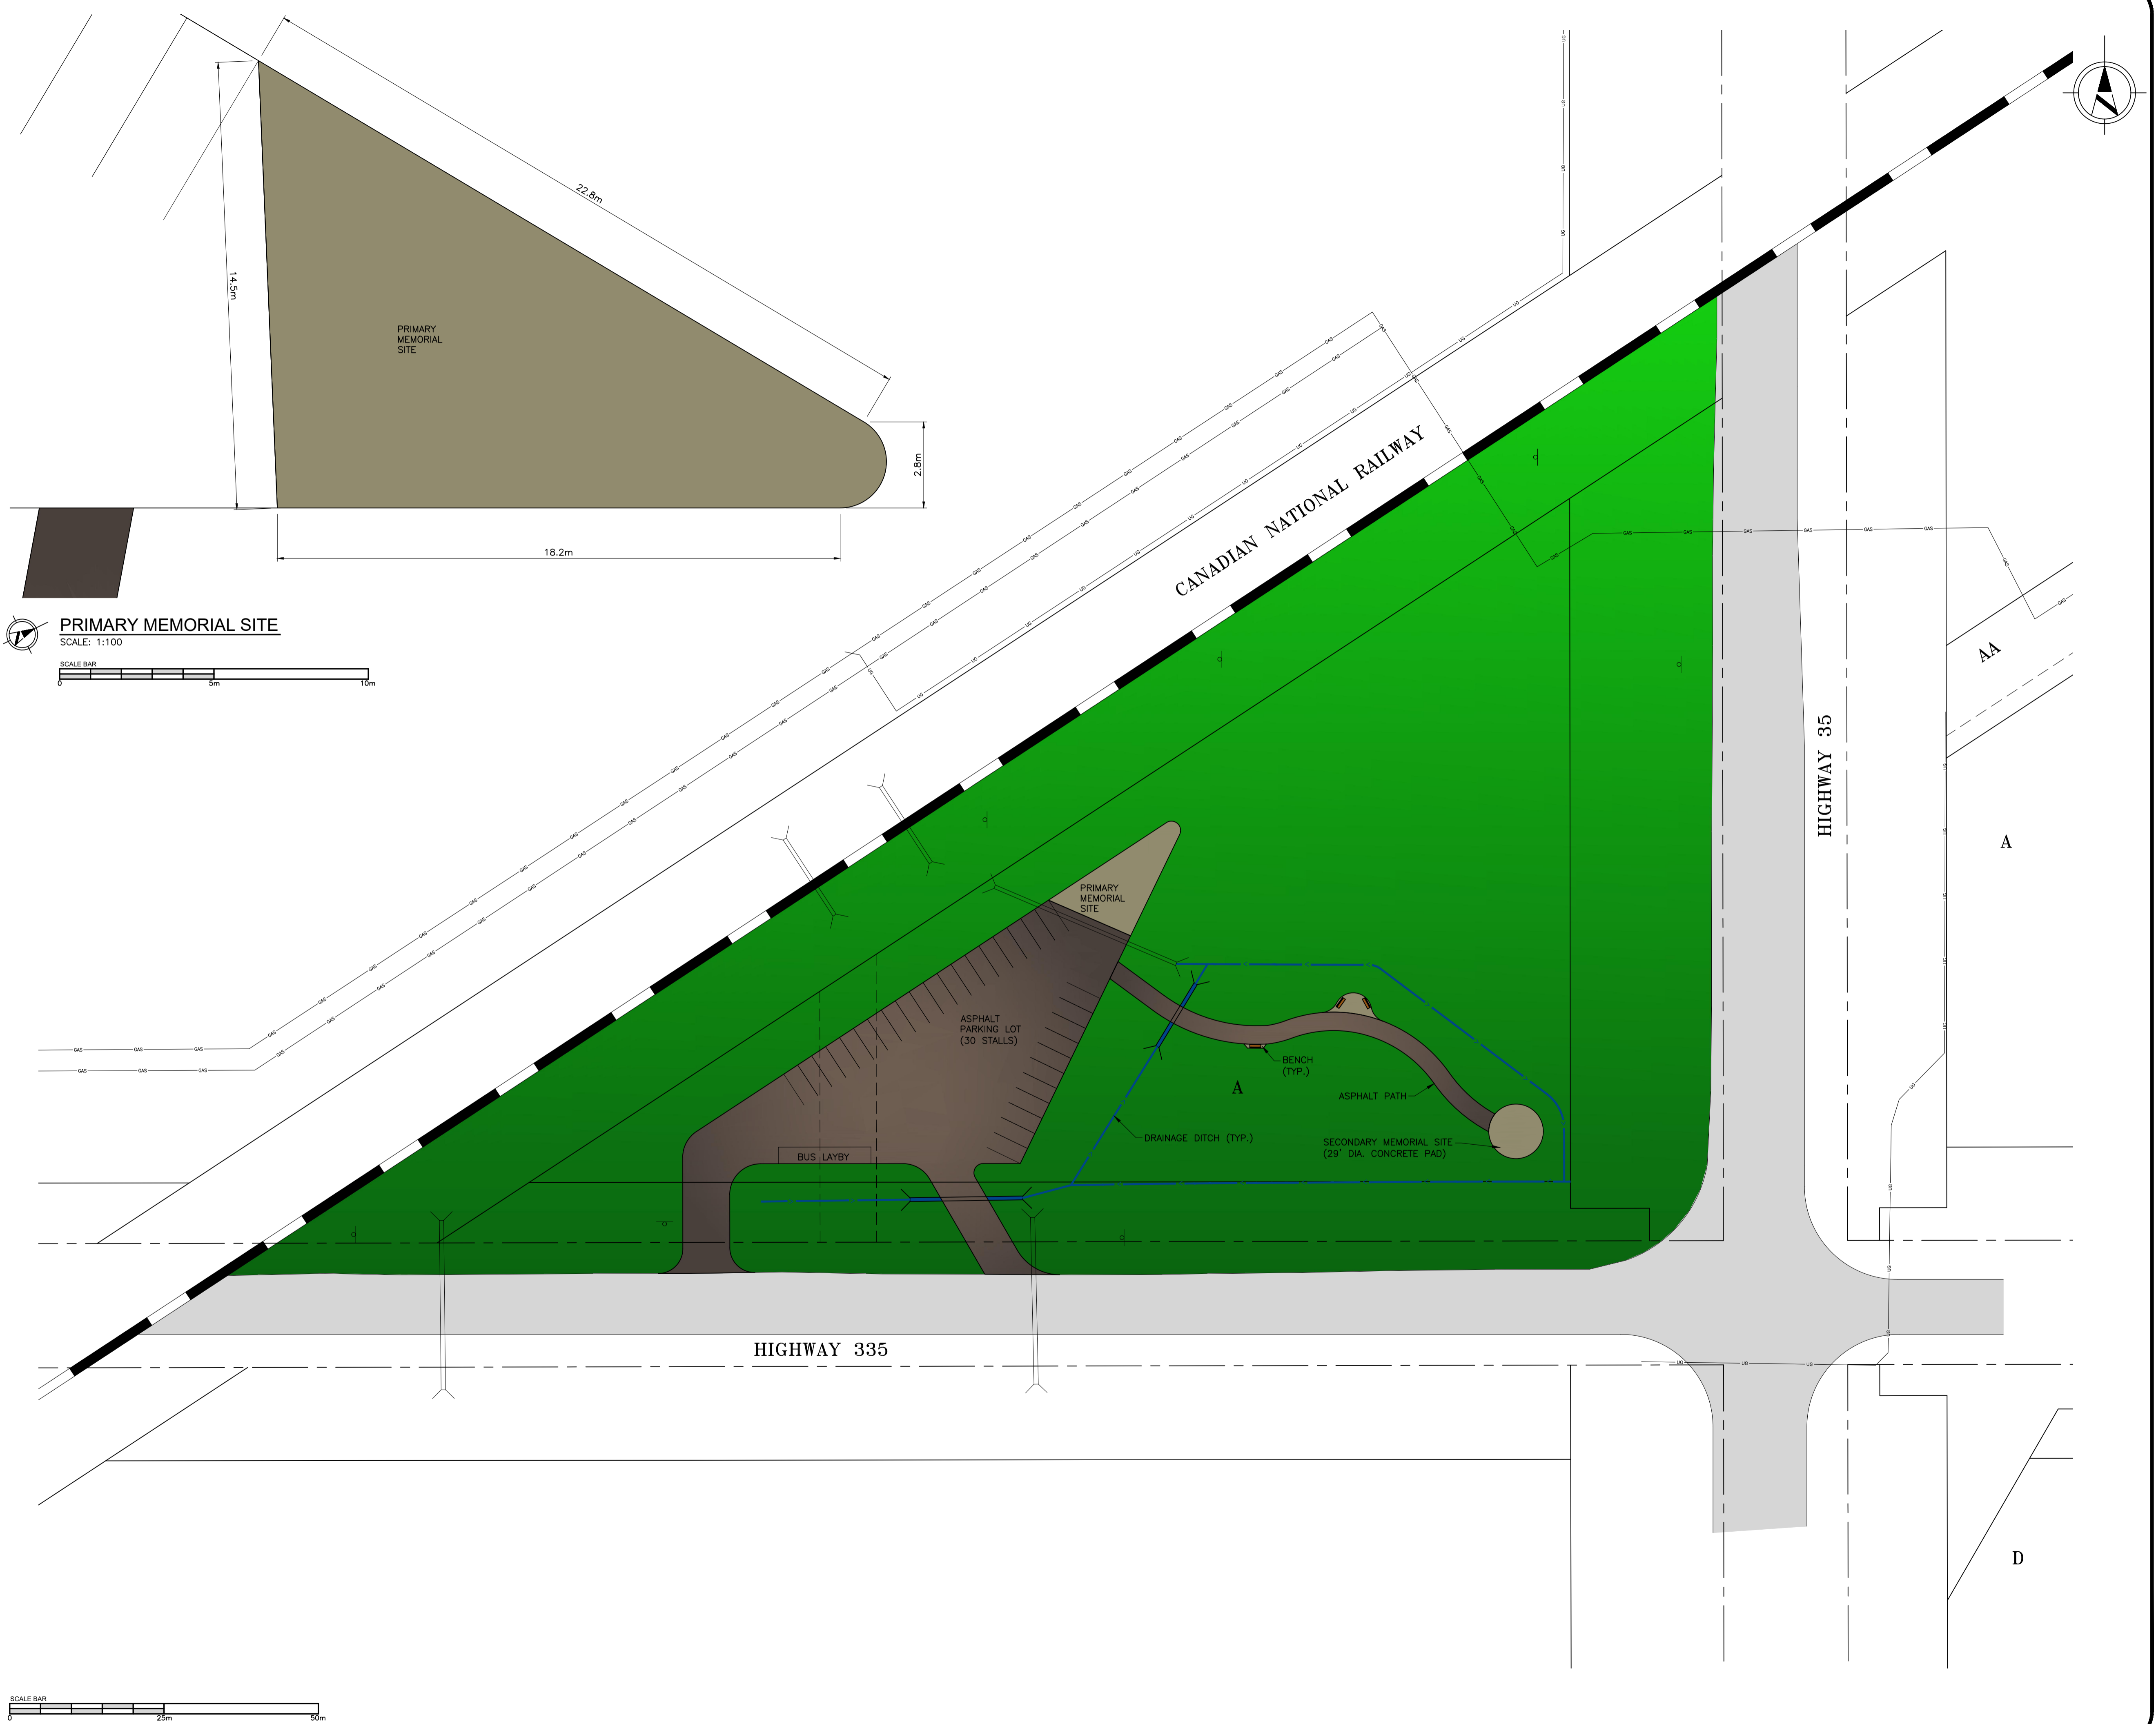 22.8m
14.5m
PRIMARY
MEMORIAL
SITE
2.8m
18.2m
PRIMARY MEMORIAL SITE
SCALE: 1:100
SCALE BAR
0 5m 10m
N
N
CANADIAN NATIONAL RAILWAY
HIGHWAY 35
AA
A
PRIMARY
MEMORIAL
SITE
ASPHALT
PARKING LOT
(30 STALLS)
BENCH
(TYP.)
A
ASPHALT PATH
DRAINAGE DITCH (TYP.)
SECONDARY MEMORIAL SITE
(29' DIA. CONCRETE PAD)
BUS LAYBY
HIGHWAY 335
D
SCALE BAR
0 25m 50m
GAS
UG